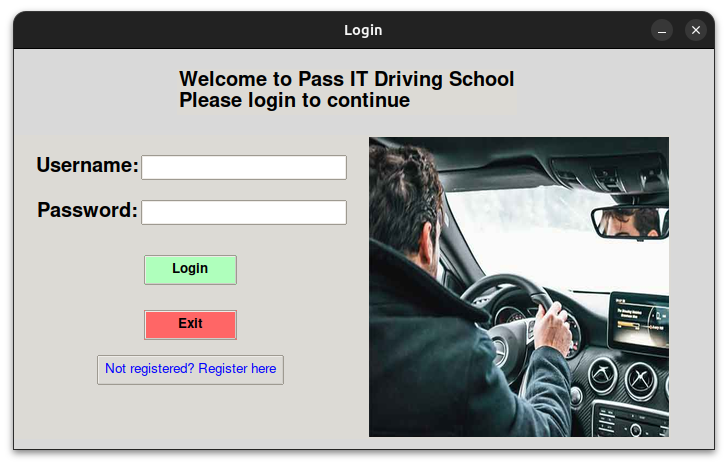 Login
Welcome to Pass IT Driving School
Please login to continue
Username:
Password:
Login
Exit
Not registered? Register here